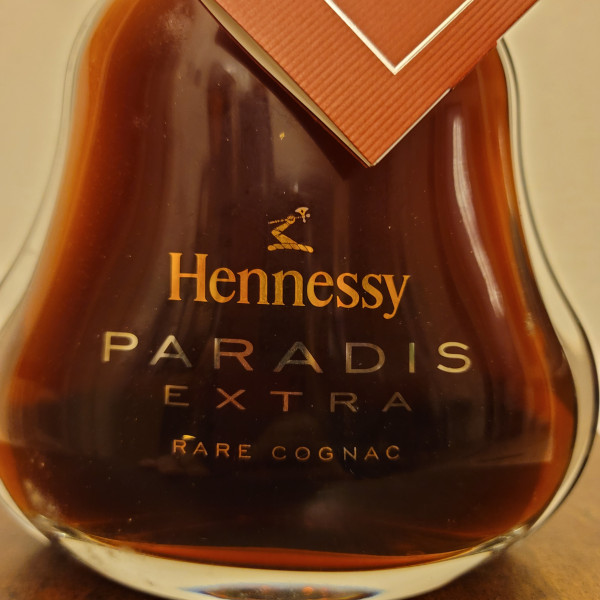 Hennessy
PARADIS
EXTRA
RARE COGNAC